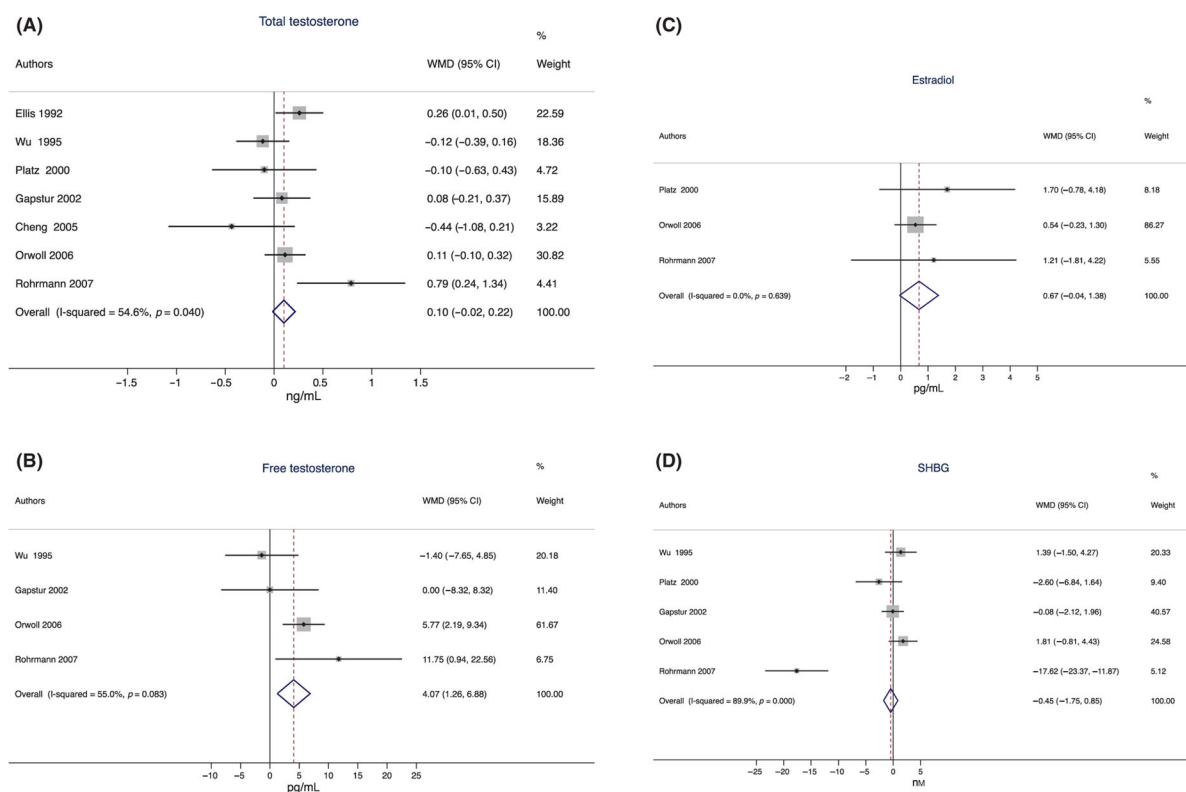 (A)
Total testosterone
%
Authors WMD (95% CI) Weight
Ellis 1992 0.26 (0.01, 0.50) 22.59
Wu 1995 −0.12 (−0.39, 0.16) 18.36
Platz 2000 −0.10 (−0.63, 0.43) 4.72
Gapstur 2002 0.08 (−0.21, 0.37) 15.89
Cheng 2005 −0.44 (−1.08, 0.21) 3.22
Orwoll 2006 0.11 (−0.10, 0.32) 30.82
Rohrmann 2007 0.79 (0.24, 1.34) 4.41
Overall (I-squared = 54.6%, p = 0.040) 0.10 (−0.02, 0.22) 100.00
−1.5 −1 −0.5 0 0.5 1 1.5
ng/mL
(B)
Free testosterone
%
Authors WMD (95% CI) Weight
Wu 1995 −1.40 (−7.65, 4.85) 20.18
Gapstur 2002 0.00 (−8.32, 8.32) 11.40
Orwoll 2006 5.77 (2.19, 9.34) 61.67
Rohrmann 2007 11.75 (0.94, 22.56) 6.75
Overall (I-squared = 55.0%, p = 0.083) 4.07 (1.26, 6.88) 100.00
−10 −5 0 5 10 15 20 25
pg/mL
(C)
Estradiol
%
Authors WMD (95% CI) Weight
Platz 2000 1.70 (−0.78, 4.18) 8.18
Orwoll 2006 0.54 (−0.23, 1.30) 86.27
Rohrmann 2007 1.21 (−1.81, 4.22) 5.55
Overall (I-squared = 0.0%, p = 0.639) 0.67 (−0.04, 1.38) 100.00
−2 −1 0 1 2 3 4 5
pg/mL
(D)
SHBG
%
Authors WMD (95% CI) Weight
Wu 1995 1.39 (−1.50, 4.27) 20.33
Platz 2000 −2.60 (−6.84, 1.64) 9.40
Gapstur 2002 −0.08 (−2.12, 1.96) 40.57
Orwoll 2006 1.81 (−0.81, 4.43) 24.58
Rohrmann 2007 −17.62 (−23.37, −11.87) 5.12
Overall (I-squared = 89.9%, p = 0.000) −0.45 (−1.75, 0.85) 100.00
−25 −20 −15 −10 −5 0 5
nM